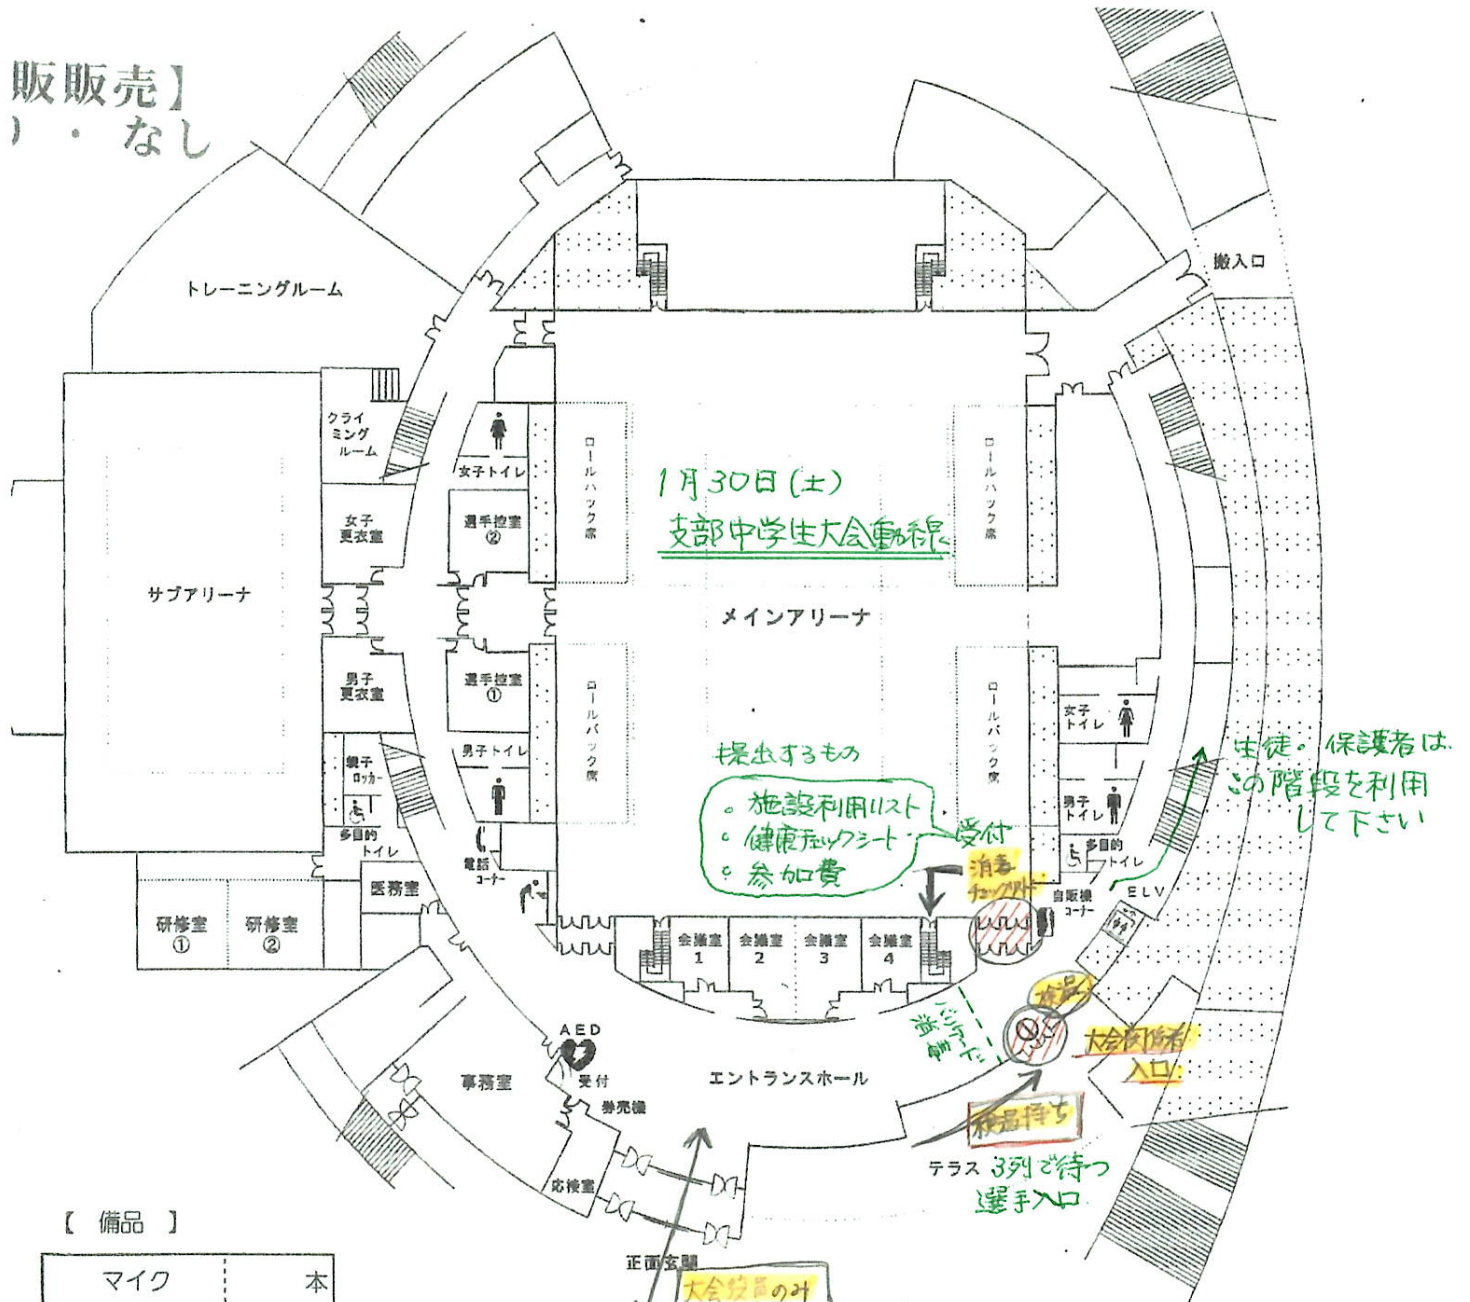 販販売】
）・なし
搬入口
トレーニングルーム
クライ
ミング
ルーム
女子トイレ
ロールバック席
ロールバック席
1月30日(土)
支部中学生大会動線
女子
更衣室
選手控室
②
サブアリーナ
メインアリーナ
男子
更衣室
選手控室
①
ロールバック席
ロールバック席
女子
トイレ
男子トイレ
親子
ロッカー
多目的
トイレ
提出するもの
。施設利用リスト
。健康チェックシート
。参加費
受付
消毒
男子
トイレ
多目的
トイレ
生徒。保護者は
この階段を利用
して下さい
電話
コーナー
医務室
自販機
コーナー
ELV
研修室
①
研修室
②
会議室
1
会議室
2
会議室
3
会議室
4
検温
消毒
大会関係者
入口
AED
受付
事務室
券売機
エントランスホール
検温待ち
テラス
3列で待つ
選手入口
応接室
正面玄関
大会役員のみ
【 備品 】
マイク 本